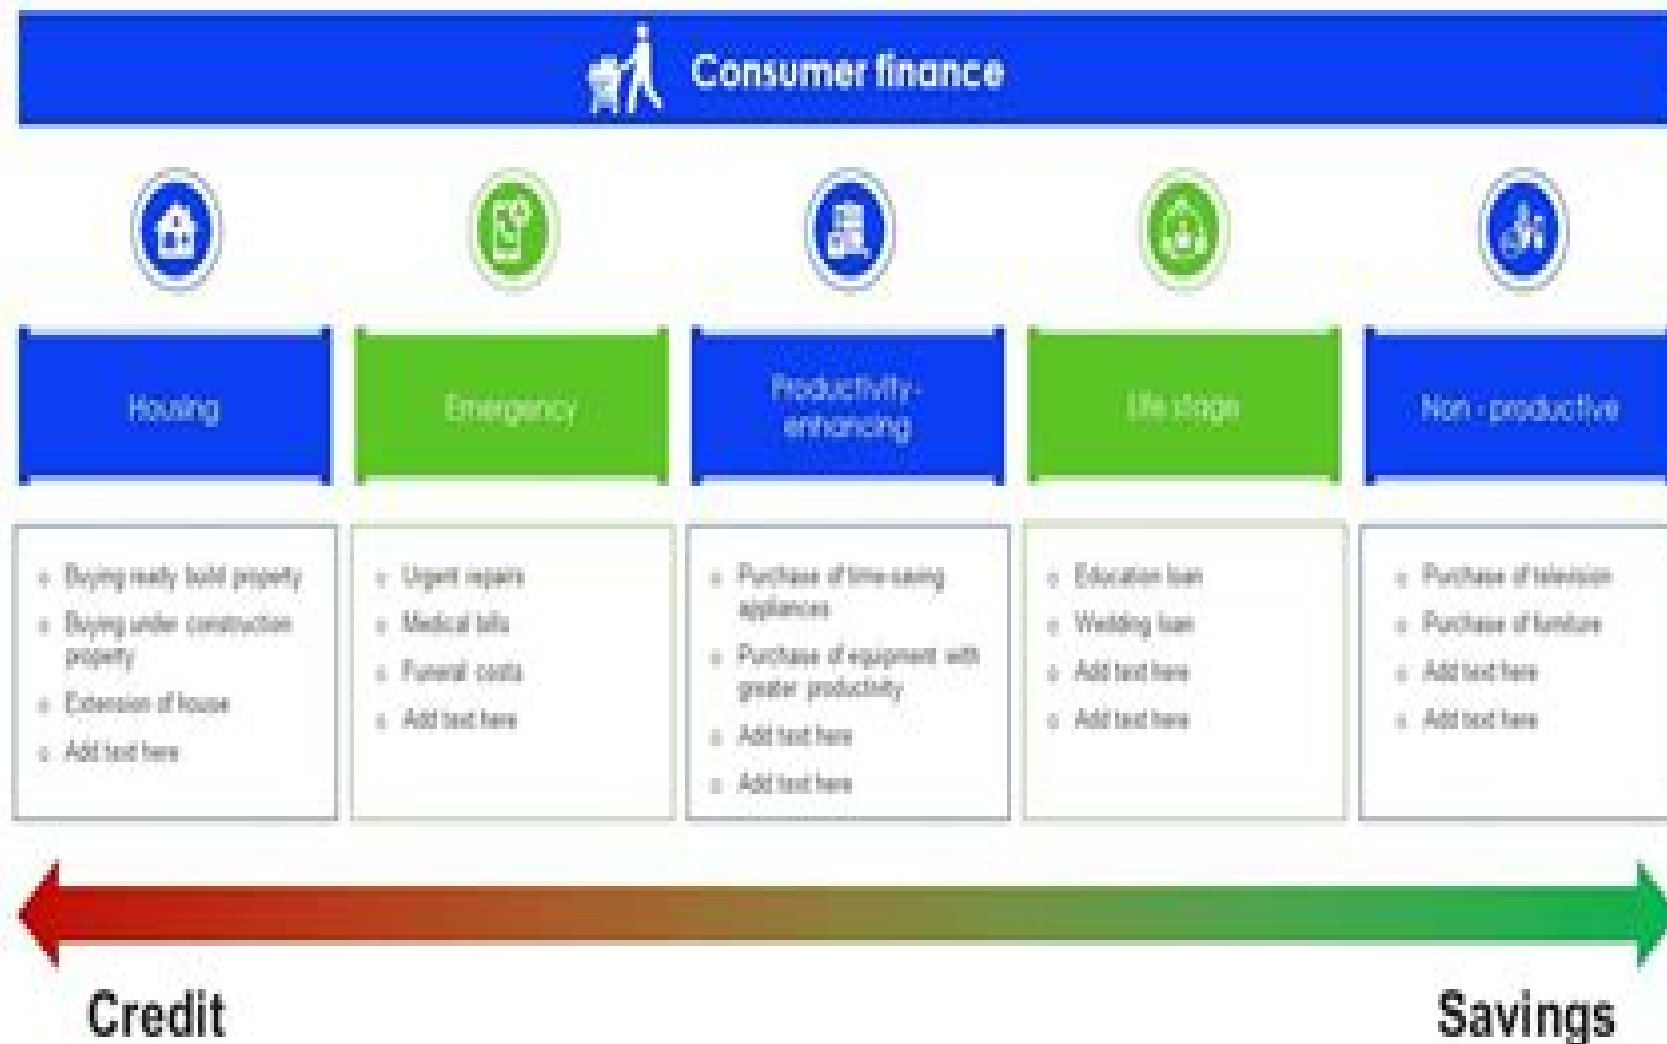 Consumer finance
Housing
Emergency
Productivity-
enhancing
Life stage
Non - productive
Buying ready build property
Buying under construction
property
Extension of house
Add text here
Urgent repairs
Medical bills
Funeral costs
Add text here
Purchase of time-saving
appliances
Purchase of equipment with
greater productivity
Add text here
Add text here
Education loan
Wedding loan
Add text here
Add text here
Purchase of television
Purchase of furniture
Add text here
Add text here
Credit
Savings